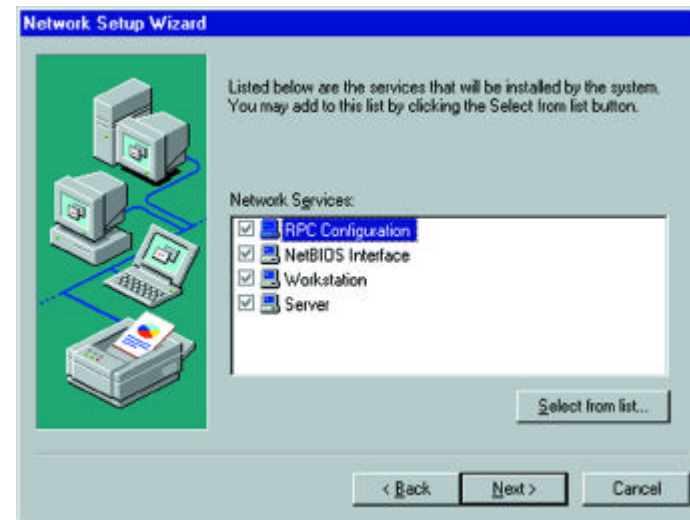 Network Setup Wizard
Listed below are the services that will be installed by the system.
You may add to this list by clicking the Select from list button.
Network Services:
RPC Configuration
NetBIOS Interface
Workstation
Server
Select from list...
< Back
Next >
Cancel